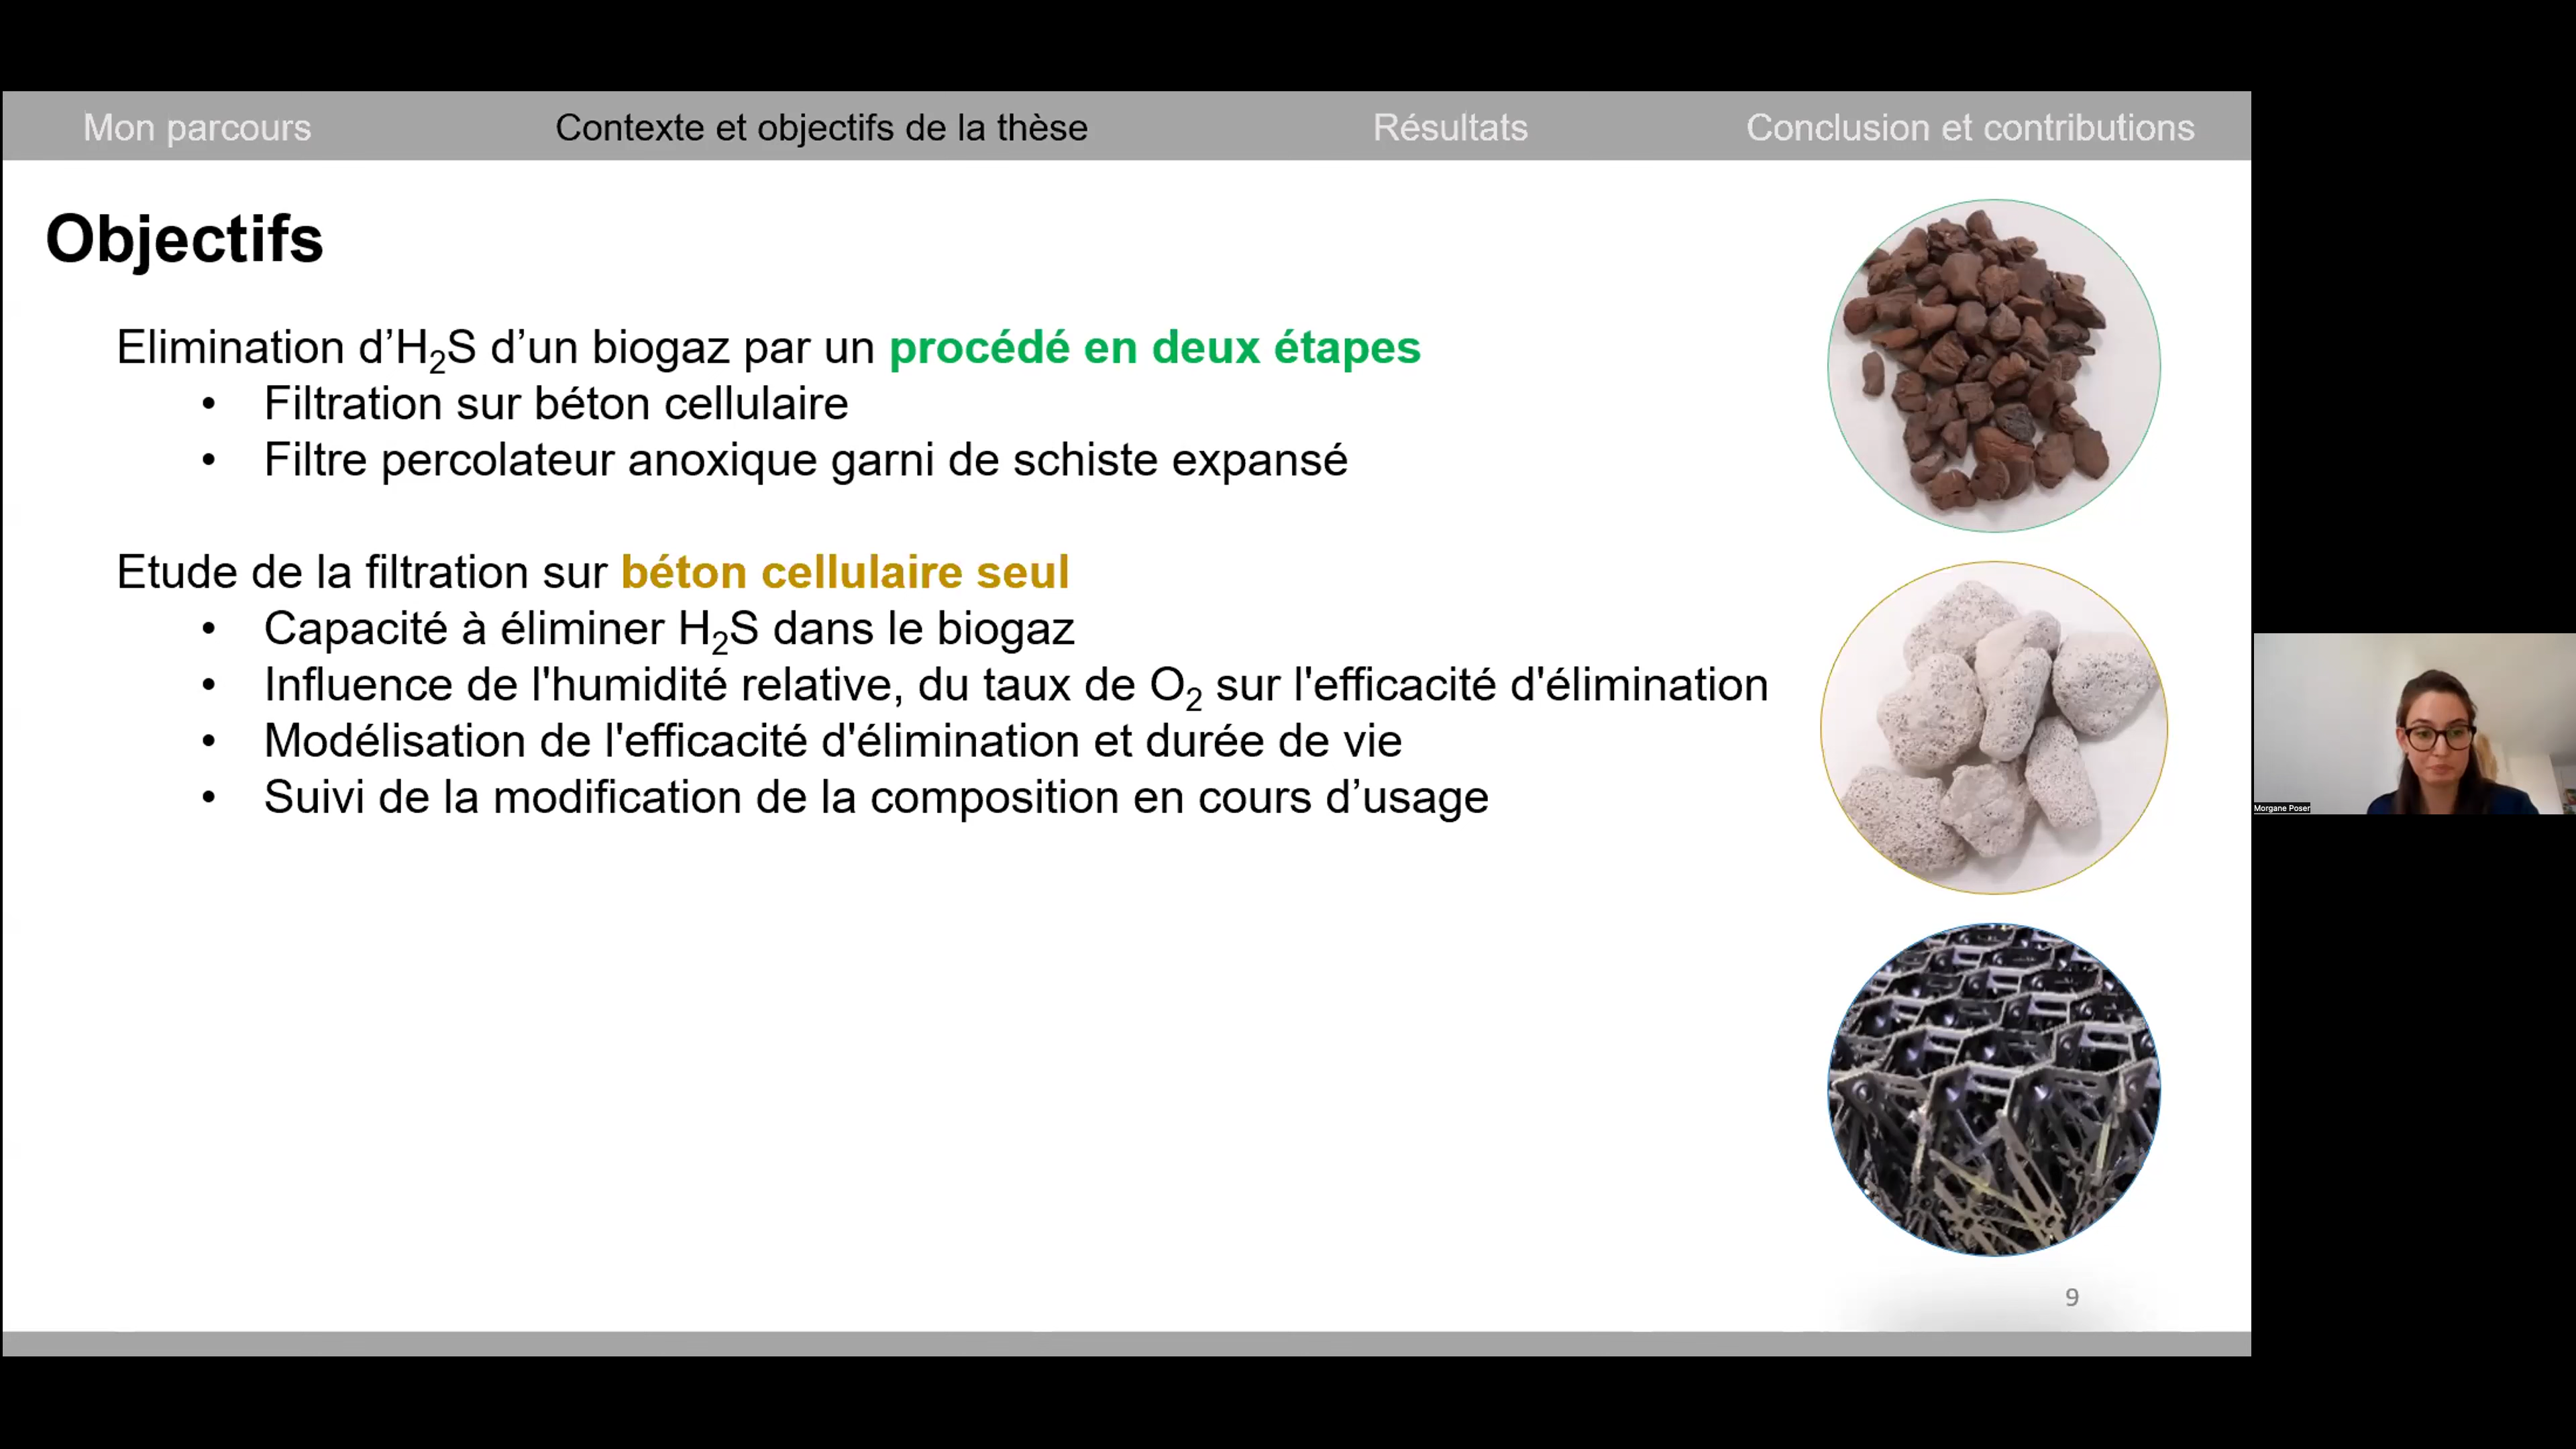 Mon parcours
Contexte et objectifs de la thèse
Résultats
Conclusion et contributions
Objectifs
Elimination d’H₂S d’un biogaz par un procédé en deux étapes
• Filtration sur béton cellulaire
• Filtre percolateur anoxique garni de schiste expansé
Etude de la filtration sur béton cellulaire seul
• Capacité à éliminer H₂S dans le biogaz
• Influence de l'humidité relative, du taux de O₂ sur l'efficacité d'élimination
• Modélisation de l'efficacité d'élimination et durée de vie
• Suivi de la modification de la composition en cours d’usage
Morgane Poser
9